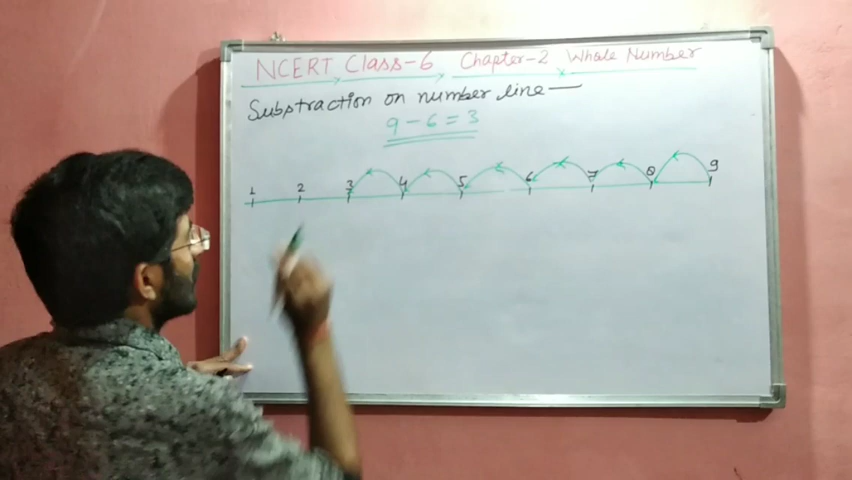 NCERT Class-6 Chapter-2 Whole Number
Subtraction on number line —
9 - 6 = 3
1 2 3 4 5 6 7 8 9